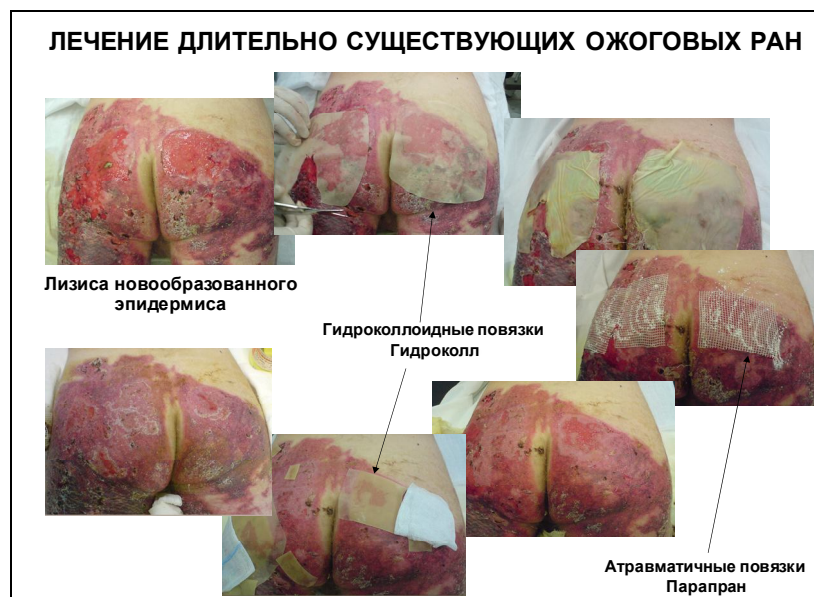 ЛЕЧЕНИЕ ДЛИТЕЛЬНО СУЩЕСТВУЮЩИХ ОЖОГОВЫХ РАН
Лизиса новообразованного
эпидермиса
Гидроколлоидные повязки
Гидроколл
Атравматичные повязки
Парапран